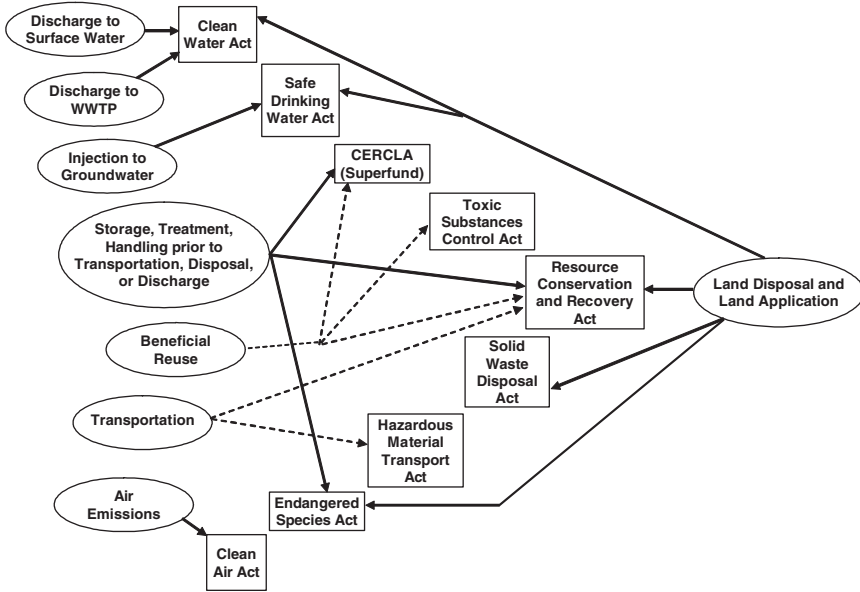 Discharge to
Surface Water
Clean
Water Act
Discharge to
WWTP
Safe
Drinking
Water Act
Injection to
Groundwater
CERCLA
(Superfund)
Toxic
Substances
Control Act
Storage, Treatment,
Handling prior to
Transportation, Disposal,
or Discharge
Resource
Conservation
and Recovery
Act
Land Disposal and
Land Application
Beneficial
Reuse
Solid
Waste
Disposal
Act
Transportation
Hazardous
Material
Transport
Act
Air
Emissions
Endangered
Species Act
Clean
Air Act